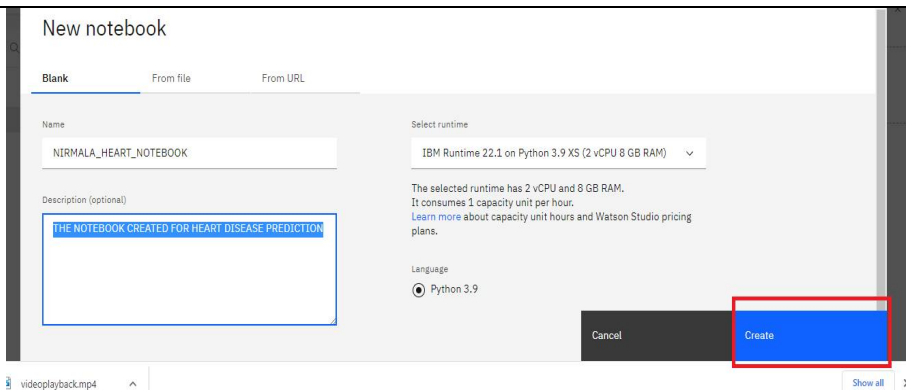 New notebook
Blank
From file
From URL
Name
NIRMALA_HEART_NOTEBOOK
Description (optional)
THE NOTEBOOK CREATED FOR HEART DISEASE PREDICTION
Select runtime
IBM Runtime 22.1 on Python 3.9 XS (2 vCPU 8 GB RAM)
The selected runtime has 2 vCPU and 8 GB RAM.
It consumes 1 capacity unit per hour.
Learn more about capacity unit hours and Watson Studio pricing
plans.
Language
Python 3.9
Cancel
Create
videoplayback.mp4
Show all